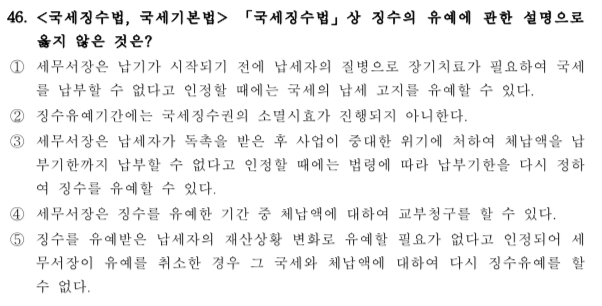 46. <국세징수법, 국세기본법> 「국세징수법」상 징수의 유예에 관한 설명으로
옳지 않은 것은?
① 세무서장은 납기가 시작되기 전에 납세자의 질병으로 장기치료가 필요하여 국세
를 납부할 수 없다고 인정할 때에는 국세의 납세 고지를 유예할 수 있다.
② 징수유예기간에는 국세징수권의 소멸시효가 진행되지 아니한다.
③ 세무서장은 납세자가 독촉을 받은 후 사업이 중대한 위기에 처하여 체납액을 납
부기한까지 납부할 수 없다고 인정할 때에는 법령에 따라 납부기한을 다시 정하
여 징수를 유예할 수 있다.
④ 세무서장은 징수를 유예한 기간 중 체납액에 대하여 교부청구를 할 수 있다.
⑤ 징수를 유예받은 납세자의 재산상황 변화로 유예할 필요가 없다고 인정되어 세
무서장이 유예를 취소한 경우 그 국세와 체납액에 대하여 다시 징수유예를 할
수 없다.